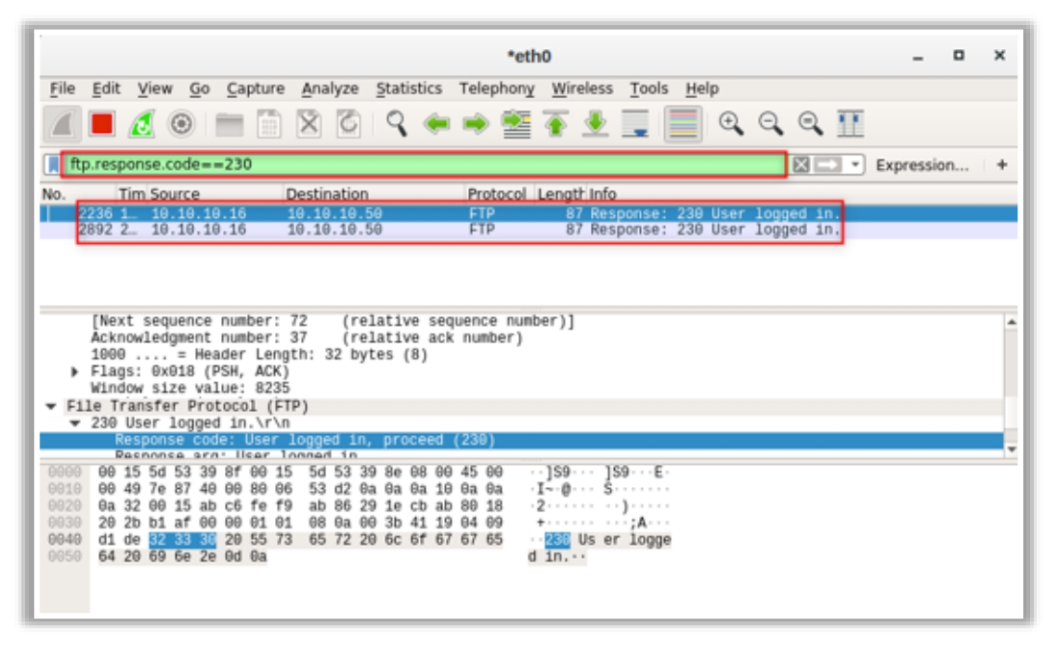 *eth0
File Edit View Go Capture Analyze Statistics Telephony Wireless Tools Help
ftp.response.code==230 Expression... +
No. Tim Source Destination Protocol Length Info
2236 1… 10.10.10.16 10.10.10.50 FTP 87 Response: 230 User logged in.
2892 2… 10.10.10.16 10.10.10.50 FTP 87 Response: 230 User logged in.
[Next sequence number: 72 (relative sequence number)]
Acknowledgment number: 37 (relative ack number)
1000 .... = Header Length: 32 bytes (8)
Flags: 0x018 (PSH, ACK)
Window size value: 8235
File Transfer Protocol (FTP)
230 User logged in.\r\n
Response code: User logged in, proceed (230)
Response arg: User logged in
0000 00 15 5d 53 39 8f 00 15 5d 53 39 8e 08 00 45 00 ··]S9··· ]S9···E·
0010 00 49 7e 87 40 00 80 06 53 d2 0a 0a 0a 10 0a 0a ·I~·@··· S·······
0020 0a 32 00 15 ab c6 fe f9 ab 86 29 1e cb ab 80 18 ·2······ ··)·····
0030 20 2b b1 af 00 00 01 01 08 0a 00 3b 41 19 04 09 +······ ···;A···
0040 d1 de 32 33 30 20 55 73 65 72 20 6c 6f 67 67 65 ··230 Us er logge
0050 64 20 69 6e 2e 0d 0a d in.··